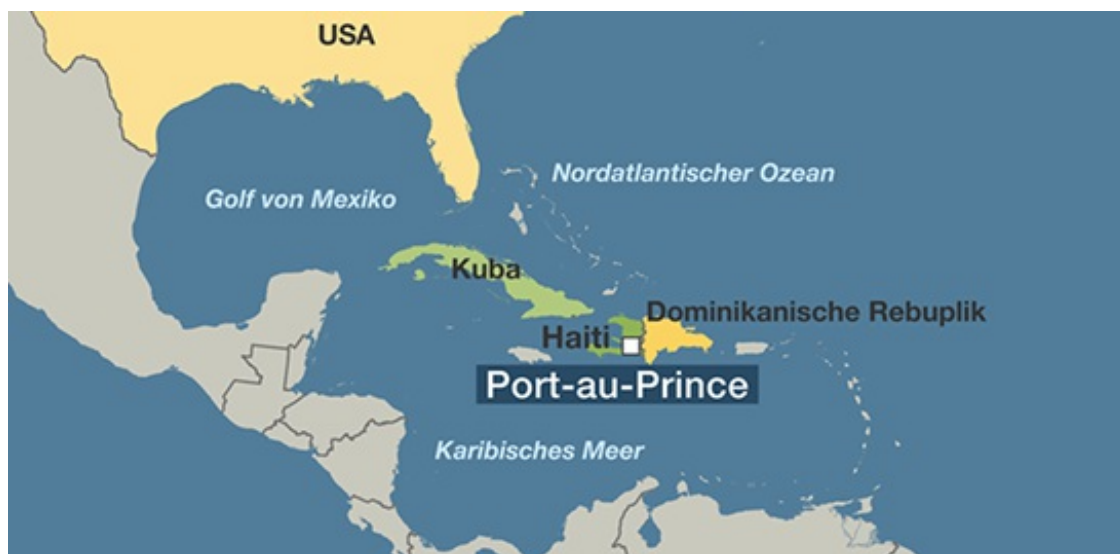 USA
Nordatlantischer Ozean
Golf von Mexiko
Kuba
Dominikanische Rebuplik
Haiti
Port-au-Prince
Karibisches Meer